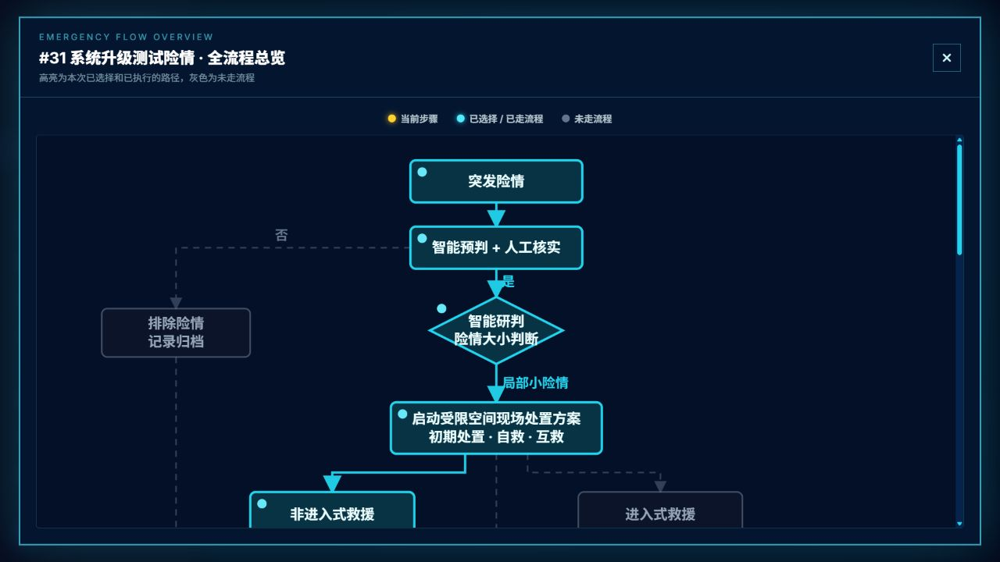 EMERGENCY FLOW OVERVIEW
#31 系统升级测试险情 · 全流程总览
高亮为本次已选择和已执行的路径，灰色为未走流程
×
当前步骤
已选择 / 已走流程
未走流程
突发险情
否
智能预判 + 人工核实
是
排除险情
记录归档
智能研判
险情大小判断
局部小险情
启动受限空间现场处置方案
初期处置 · 自救 · 互救
非进入式救援
进入式救援